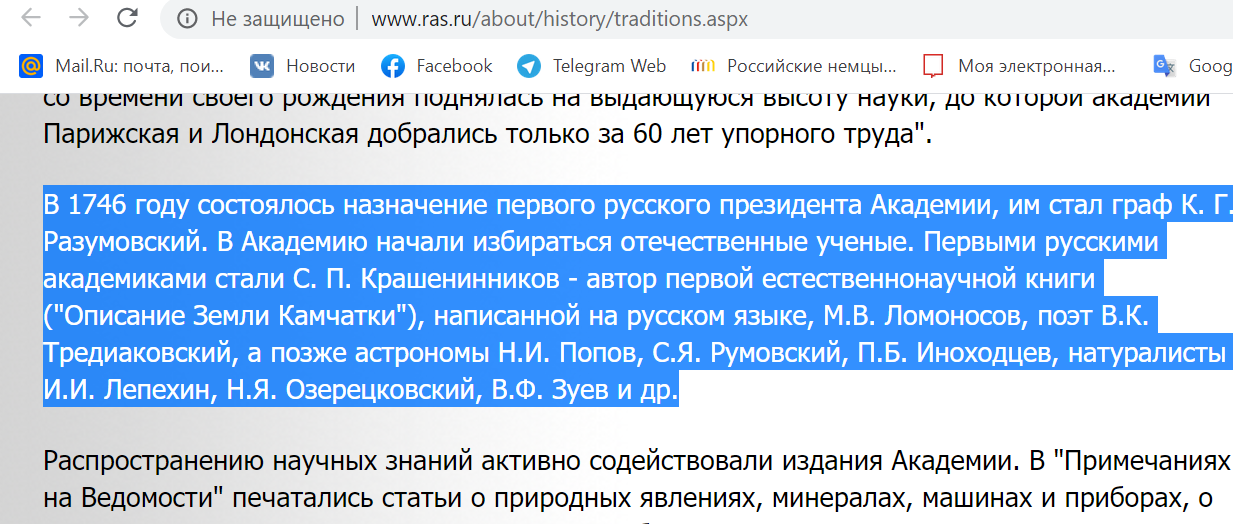 Не защищено | www.ras.ru/about/history/traditions.aspx
Mail.Ru: почта, пои... Новости Facebook Telegram Web Российские немцы... Моя электронная... Goog
со времени своего рождения поднялась на выдающуюся высоту науки, до которой академии
Парижская и Лондонская добрались только за 60 лет упорного труда".
В 1746 году состоялось назначение первого русского президента Академии, им стал граф К. Г.
Разумовский. В Академию начали избираться отечественные ученые. Первыми русскими
академиками стали С. П. Крашенинников - автор первой естественнонаучной книги
("Описание Земли Камчатки"), написанной на русском языке, М.В. Ломоносов, поэт В.К.
Тредиаковский, а позже астрономы Н.И. Попов, С.Я. Румовский, П.Б. Иноходцев, натуралисты
И.И. Лепехин, Н.Я. Озерецковский, В.Ф. Зуев и др.
Распространению научных знаний активно содействовали издания Академии. В "Примечаниях
на Ведомости" печатались статьи о природных явлениях, минералах, машинах и приборах, о